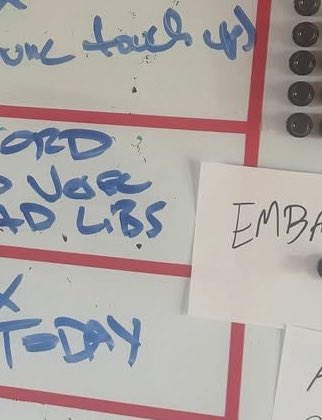 touch up)
ORD
AD LIBS
EMBA
X
TODAY
A